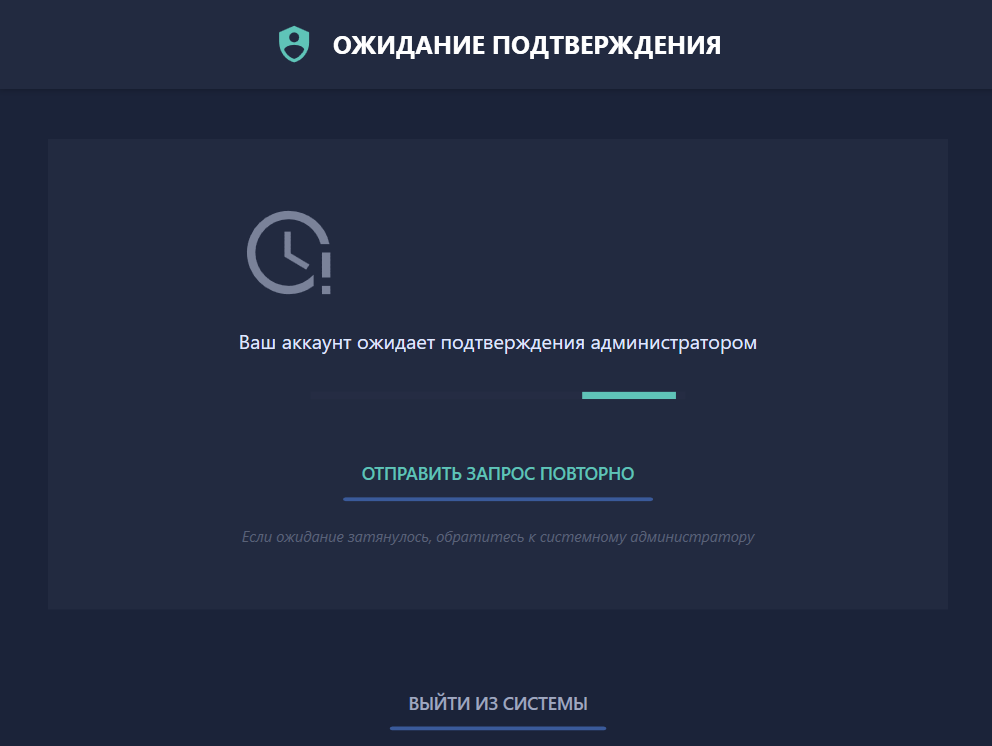 ОЖИДАНИЕ ПОДТВЕРЖДЕНИЯ
Ваш аккаунт ожидает подтверждения администратором
ОТПРАВИТЬ ЗАПРОС ПОВТОРНО
Если ожидание затянулось, обратитесь к системному администратору
ВЫЙТИ ИЗ СИСТЕМЫ